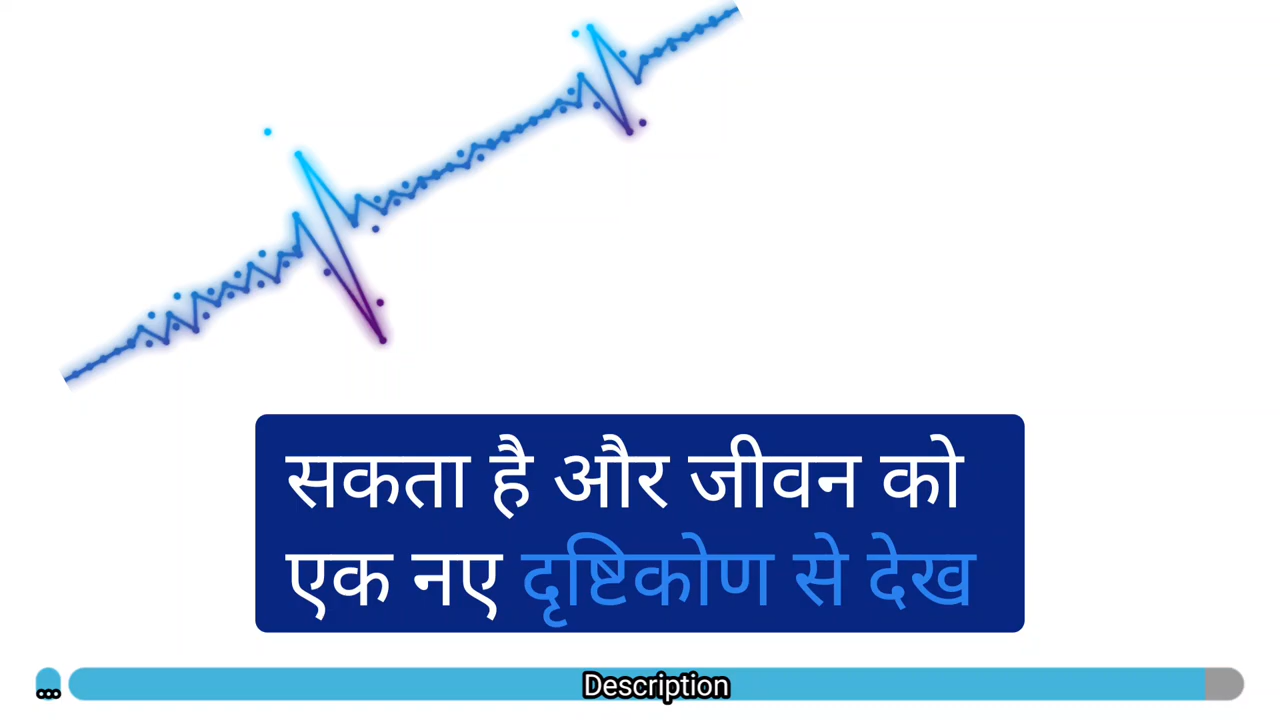 सकता है और जीवन को
एक नए दृष्टिकोण से देख
... Description